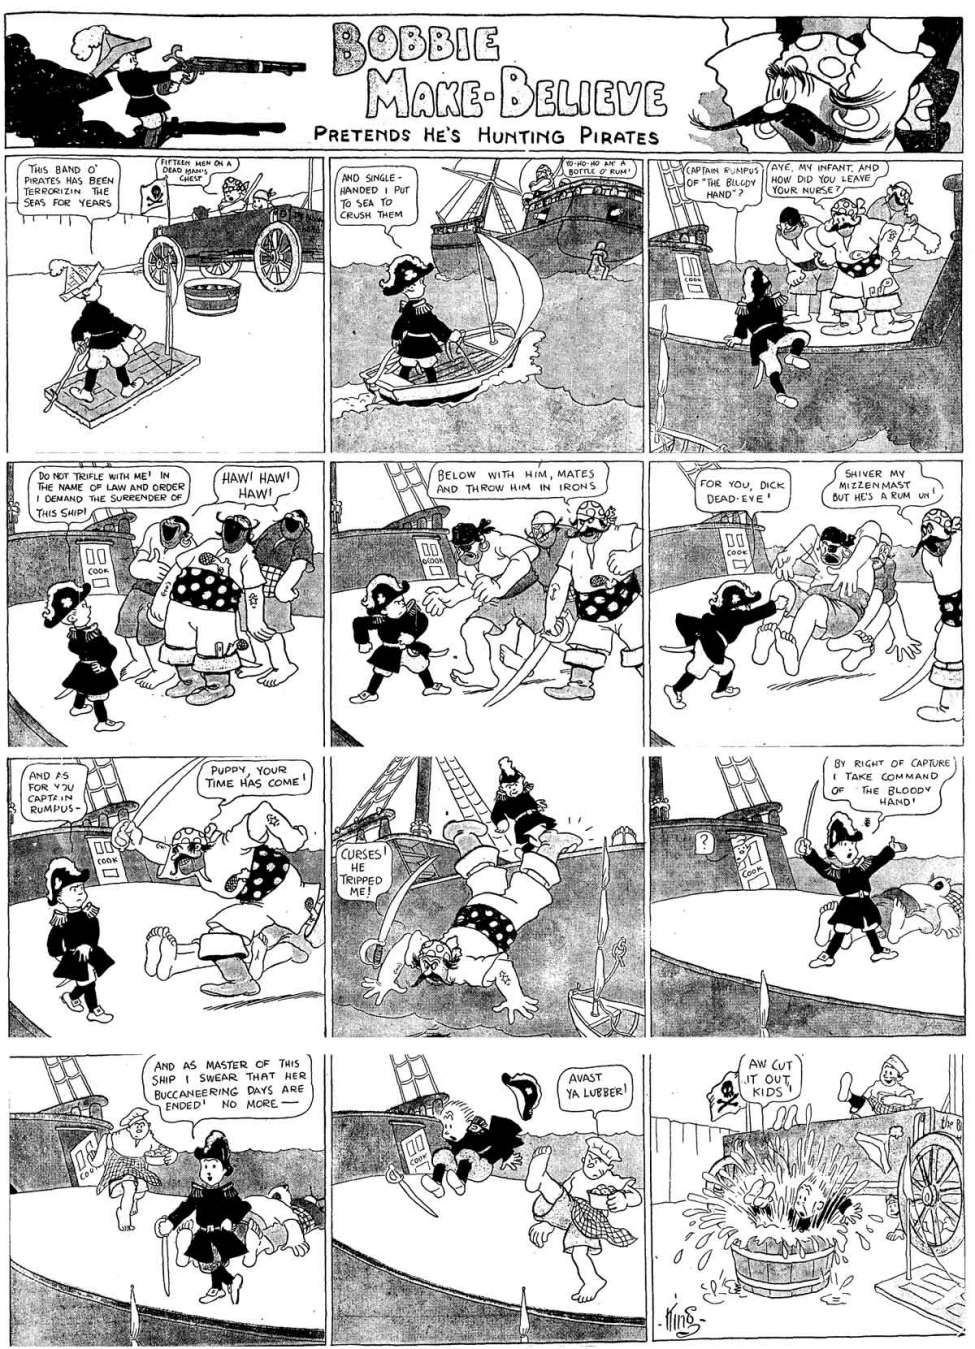 BOBBIE
MAKE-BELIEVE
PRETENDS HE'S HUNTING PIRATES
THIS BAND O'
PIRATES HAS BEEN
TERRORIZIN THE
SEAS FOR YEARS
FIFTEEN MEN ON A
DEAD MAN'S
CHEST
AND SINGLE-
HANDED I PUT
TO SEA TO
CRUSH THEM
YO-HO-HO AN' A
BOTTLE O' RUM!
CAPTAIN RUMPUS
OF "THE BLOODY
HAND"?
AYE, MY INFANT, AND
HOW DID YOU LEAVE
YOUR NURSE?
COOK
DO NOT TRIFLE WITH ME! IN
THE NAME OF LAW AND ORDER
I DEMAND THE SURRENDER OF
THIS SHIP!
HAW! HAW!
HAW!
COOK
BELOW WITH HIM, MATES
AND THROW HIM IN IRONS
COOK
FOR YOU, DICK
DEAD-EYE!
SHIVER MY
MIZZENMAST
BUT HE'S A RUM UN!
COOK
AND AS
FOR YOU
CAPTAIN
RUMPUS-
PUPPY, YOUR
TIME HAS COME!
COOK
CURSES!
HE
TRIPPED
ME!
BY RIGHT OF CAPTURE
I TAKE COMMAND
OF THE BLOODY
HAND!
?
COOK
AND AS MASTER OF THIS
SHIP I SWEAR THAT HER
BUCCANEERING DAYS ARE
ENDED! NO MORE—
COOK
AVAST
YA LUBBER!
COOK
AW CUT
IT OUT,
KIDS!
the B
-King-